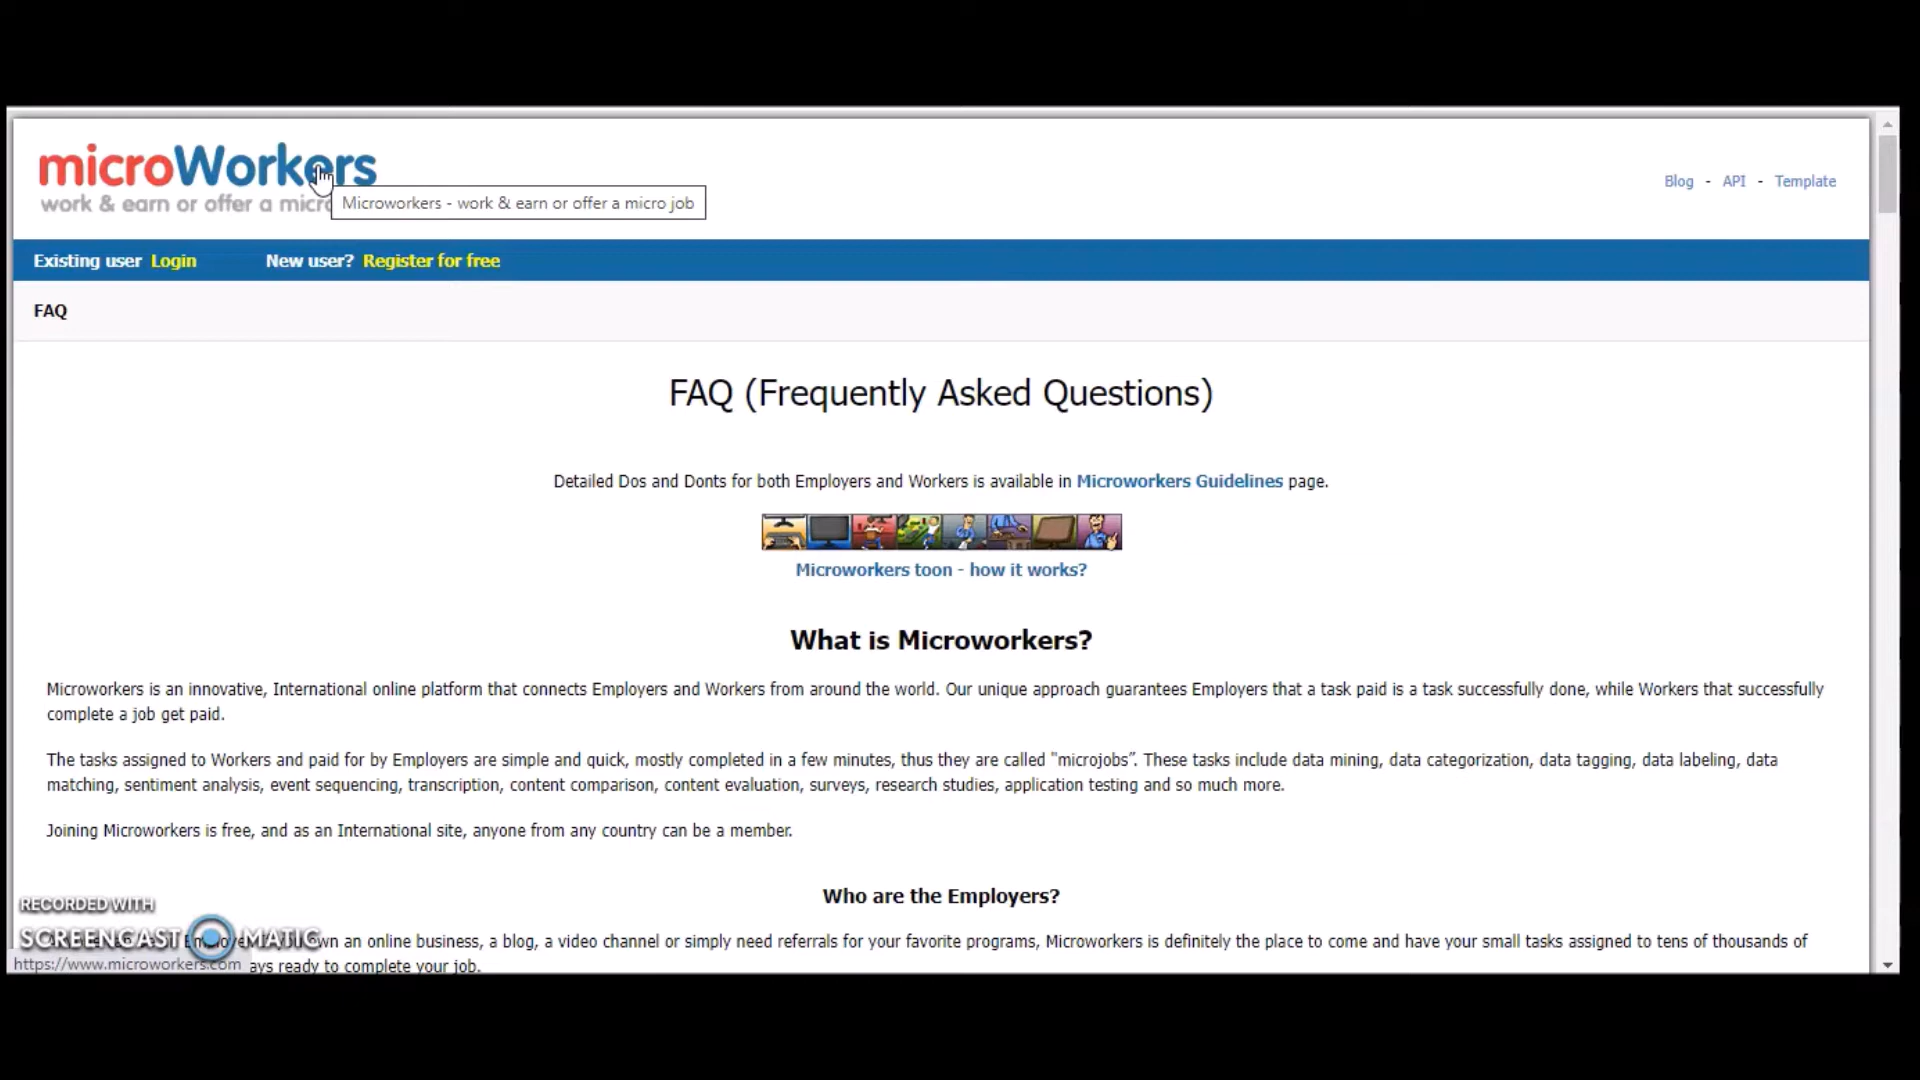 microWorkers
work & earn or offer a micro
Microworkers - work & earn or offer a micro job
Blog - API - Template
Existing user Login New user? Register for free
FAQ
FAQ (Frequently Asked Questions)
Detailed Dos and Donts for both Employers and Workers is available in Microworkers Guidelines page.
Microworkers toon - how it works?
What is Microworkers?
Microworkers is an innovative, International online platform that connects Employers and Workers from around the world. Our unique approach guarantees Employers that a task paid is a task successfully done, while Workers that successfully
complete a job get paid.
The tasks assigned to Workers and paid for by Employers are simple and quick, mostly completed in a few minutes, thus they are called "microjobs”. These tasks include data mining, data categorization, data tagging, data labeling, data
matching, sentiment analysis, event sequencing, transcription, content comparison, content evaluation, surveys, research studies, application testing and so much more.
Joining Microworkers is free, and as an International site, anyone from any country can be a member.
Who are the Employers?
RECORDED WITH
SCREENCAST MATIC
an online business, a blog, a video channel or simply need referrals for your favorite programs, Microworkers is definitely the place to come and have your small tasks assigned to tens of thousands of
https://www.microworkers.com
ready to complete your job.